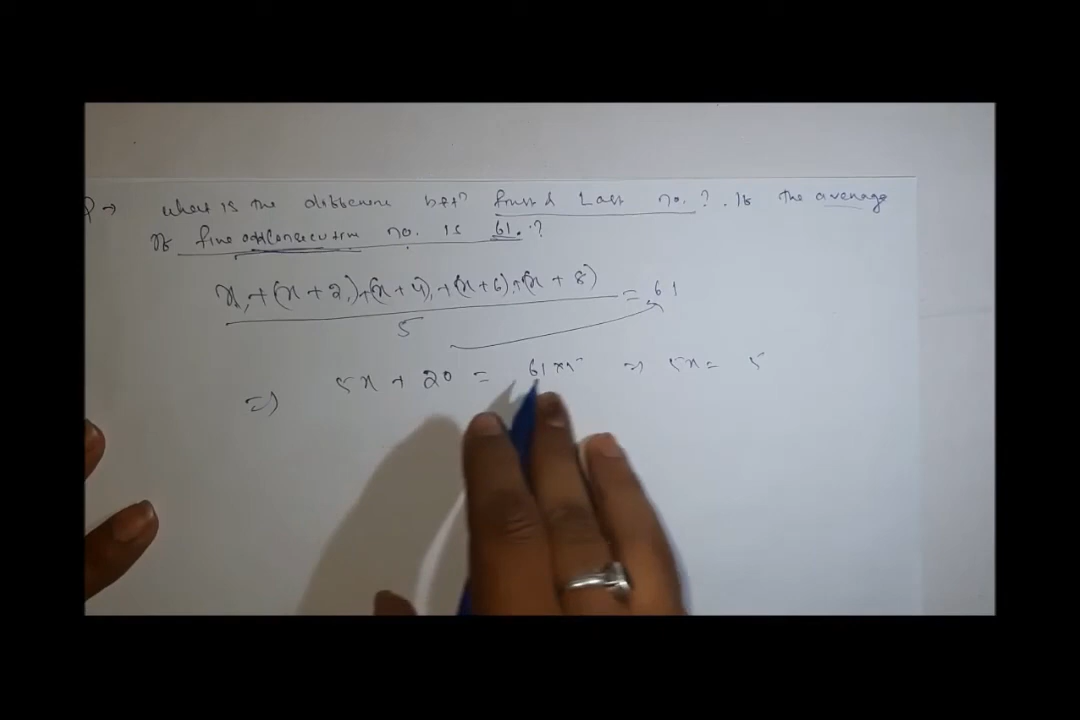 Q → What is the difference betn first & Last no. ? . If the average
of five odd consecutive no. is 61. ?
x + (x + 2) + (x + 4) + (x + 6) + (x + 8) = 61
5
⇒ 5x + 20 = 61 x 5 ⇒ 5x = 5